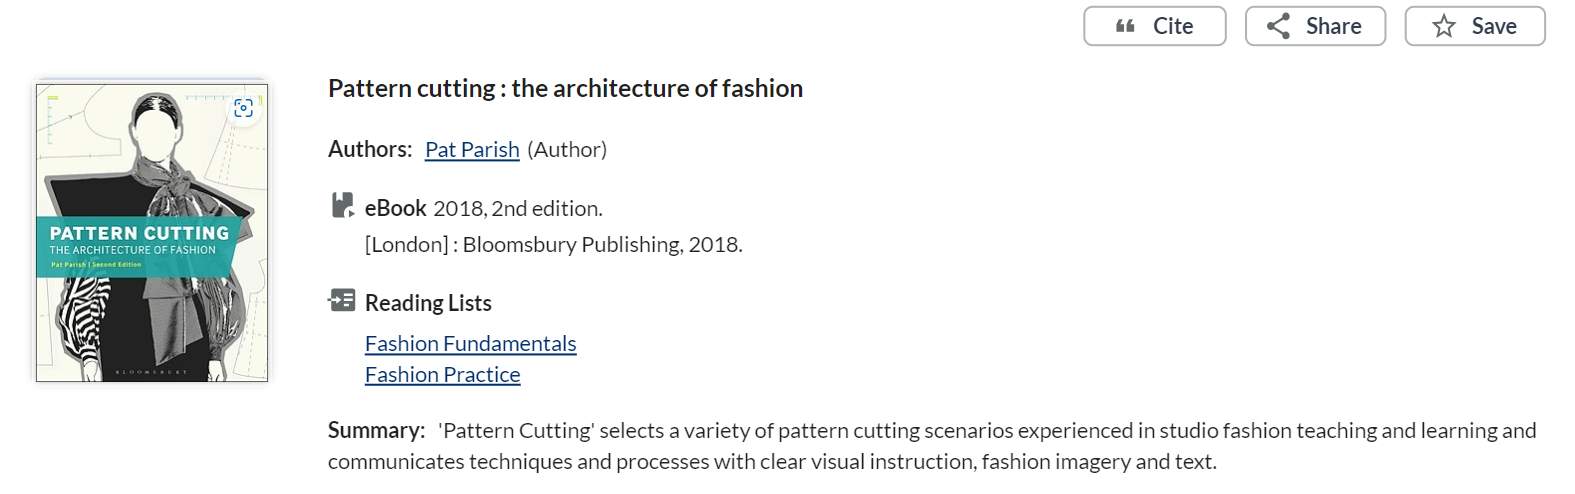 Cite
Share
Save
Pattern cutting : the architecture of fashion
Authors: Pat Parish (Author)
eBook 2018, 2nd edition.
[London] : Bloomsbury Publishing, 2018.
Reading Lists
Fashion Fundamentals
Fashion Practice
Summary: 'Pattern Cutting' selects a variety of pattern cutting scenarios experienced in studio fashion teaching and learning and
communicates techniques and processes with clear visual instruction, fashion imagery and text.
PATTERN CUTTING
THE ARCHITECTURE OF FASHION
Pat Parish | Second Edition
BLOOMSBURY